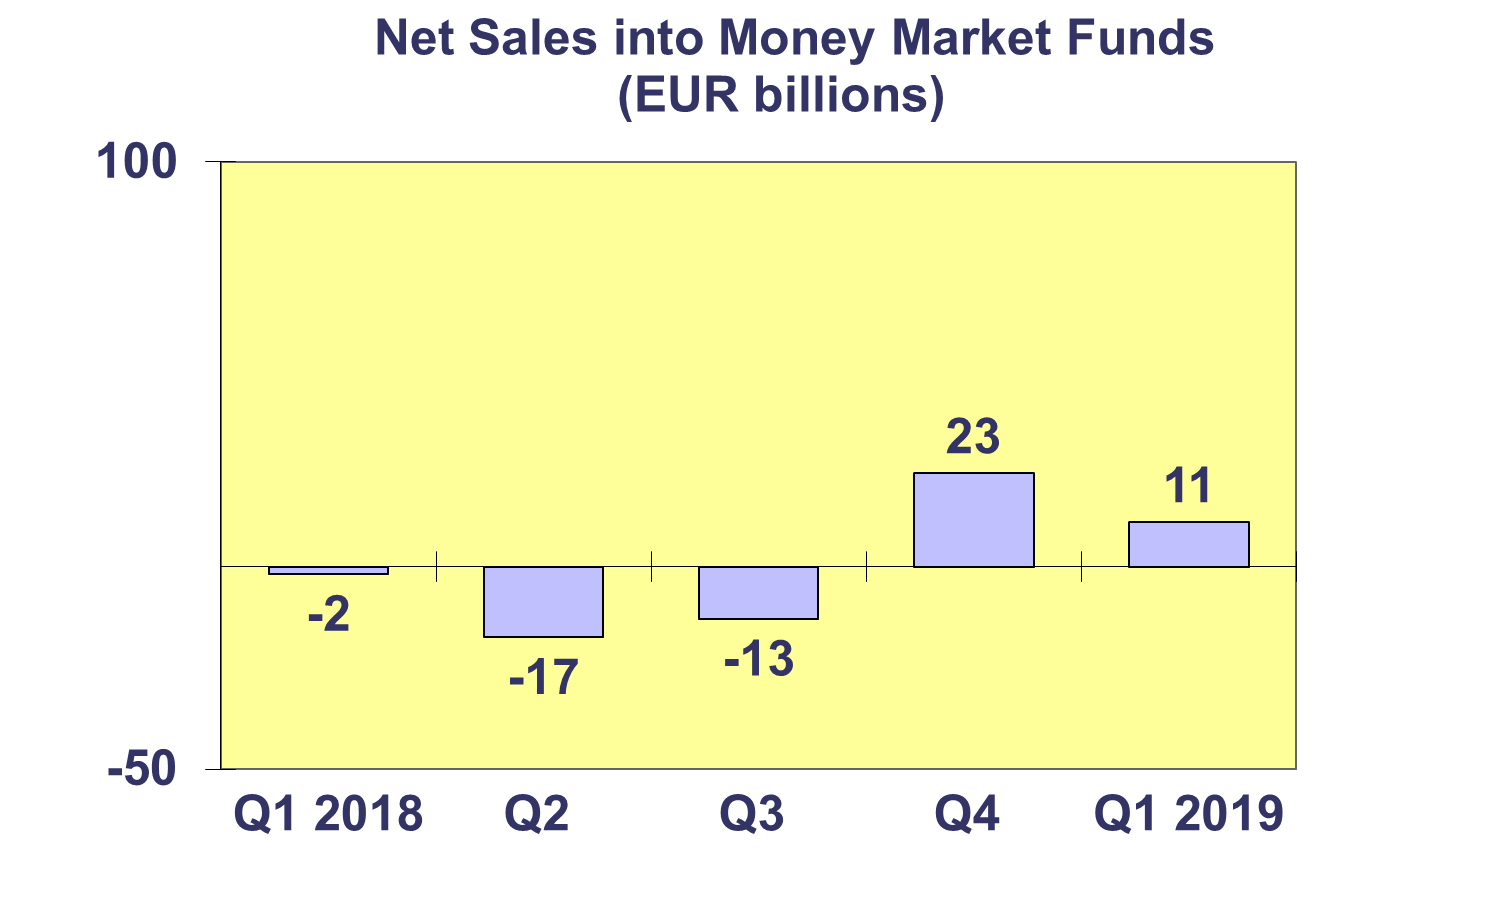 Net Sales into Money Market Funds
(EUR billions)
100
23
11
-2
-17
-13
-50
Q1 2018 Q2 Q3 Q4 Q1 2019